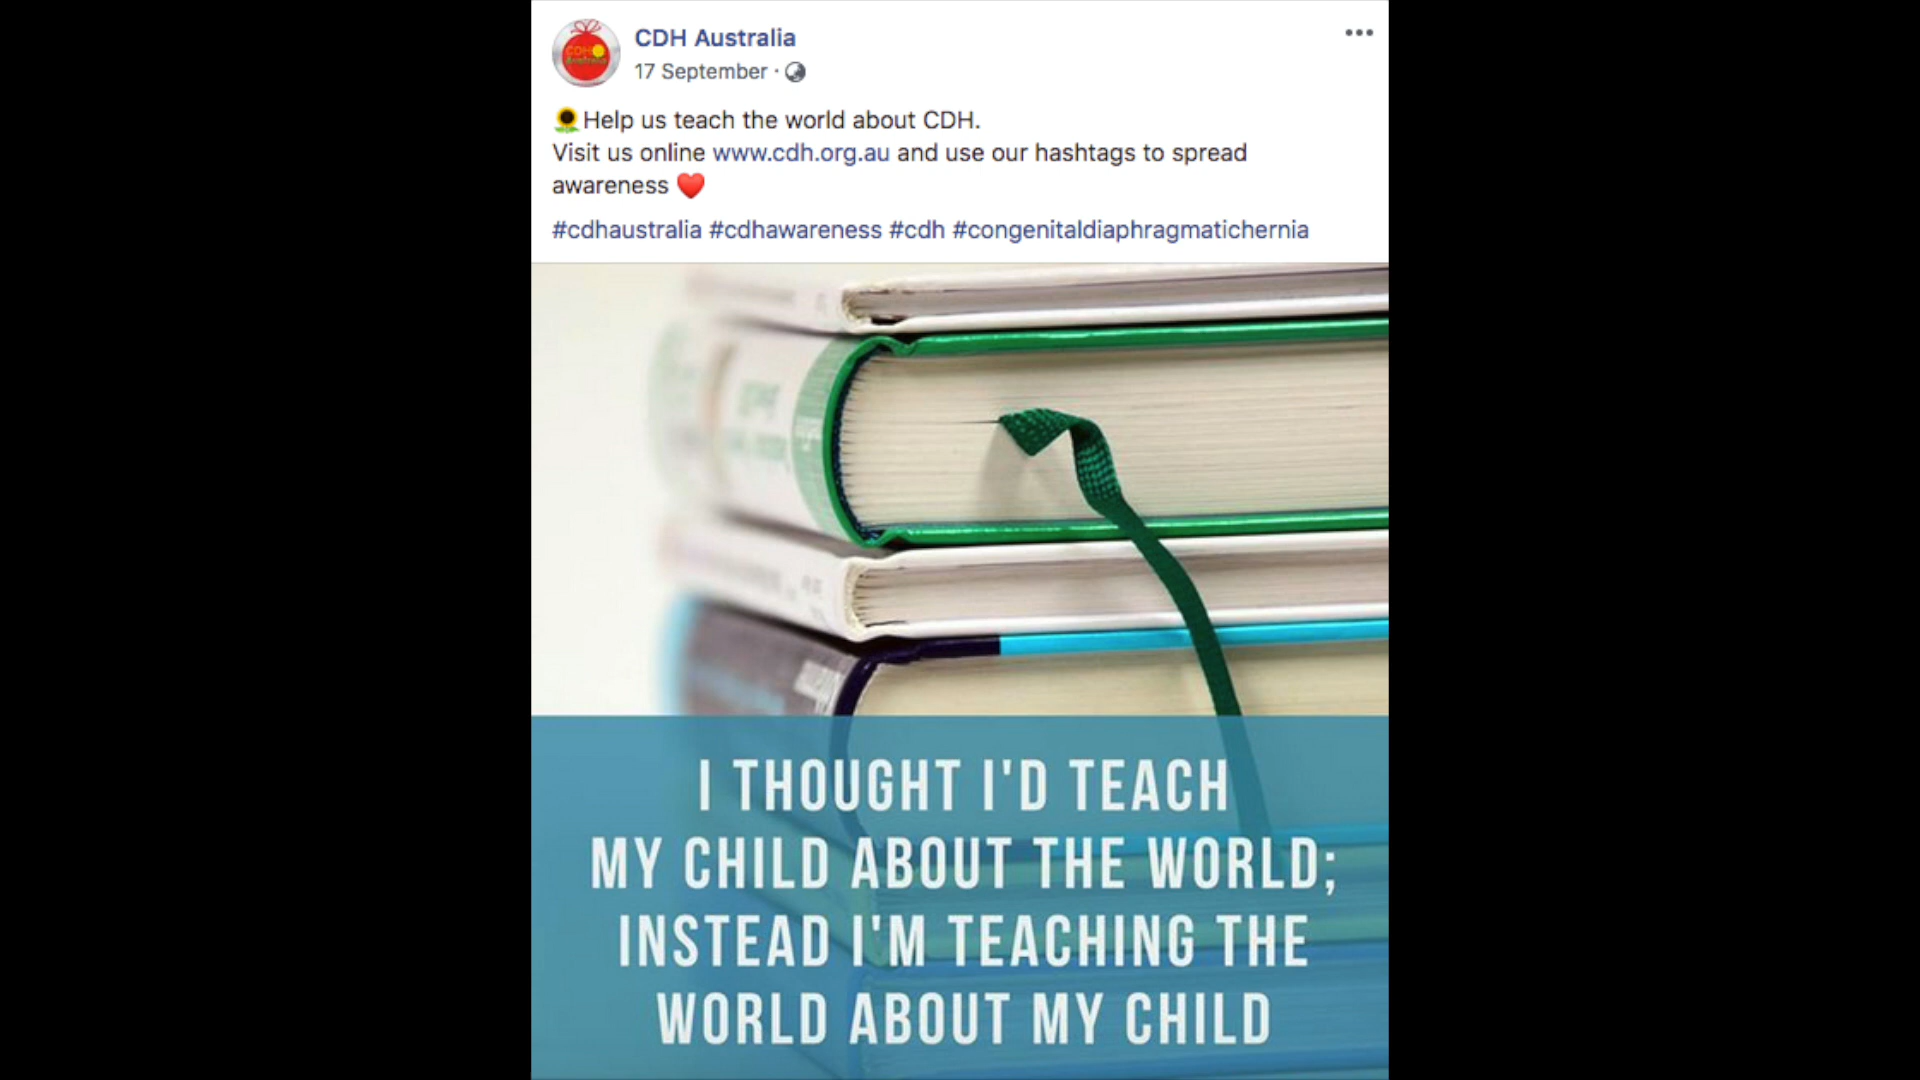 CDH Australia
17 September ·
Help us teach the world about CDH.
Visit us online www.cdh.org.au and use our hashtags to spread
awareness
#cdhaustralia #cdhawareness #cdh #congenitaldiaphragmatichernia
I THOUGHT I'D TEACH
MY CHILD ABOUT THE WORLD;
INSTEAD I'M TEACHING THE
WORLD ABOUT MY CHILD